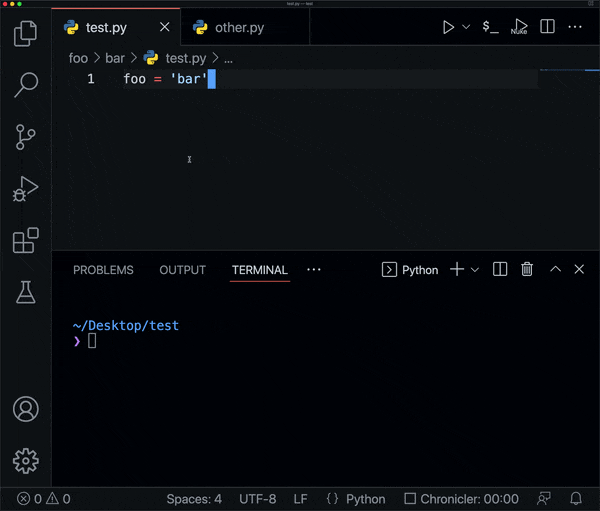 test.py — test
test.py
other.py
$_
Nuke
foo > bar > test.py > ...
1 foo = 'bar'
PROBLEMS OUTPUT TERMINAL ... Python
~/Desktop/test
❯
0 0 Spaces: 4 UTF-8 LF {} Python Chronicler: 00:00